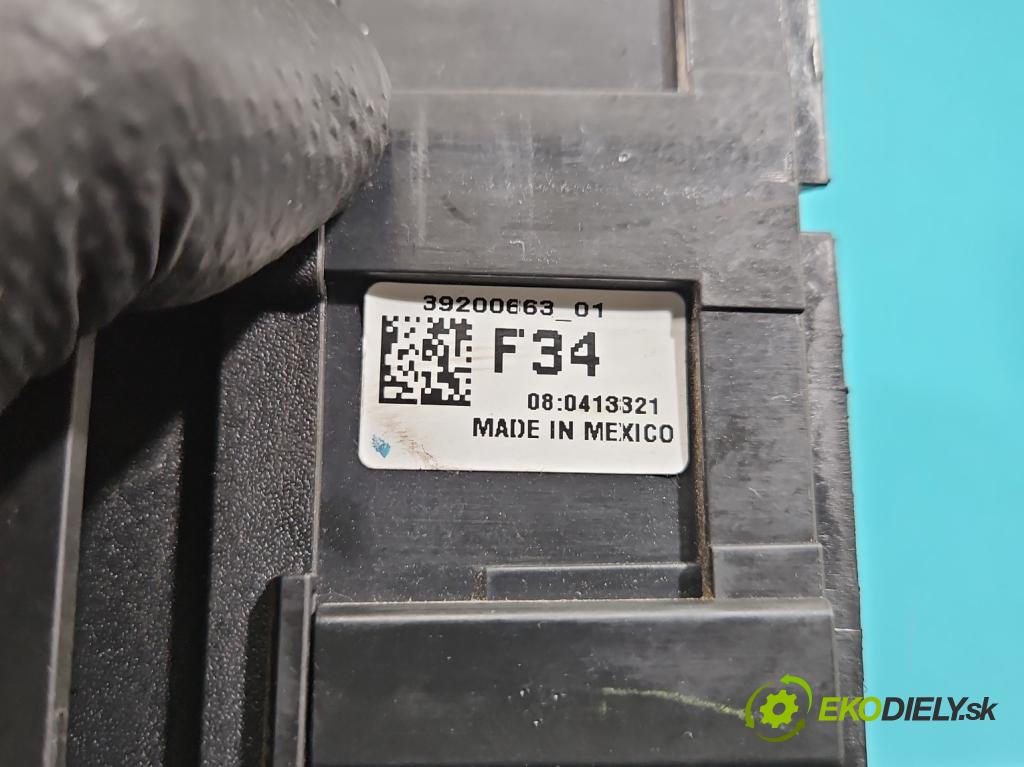 39200663_01
F34
08:0413321
MADE IN MEXICO
EKODIELY.sk